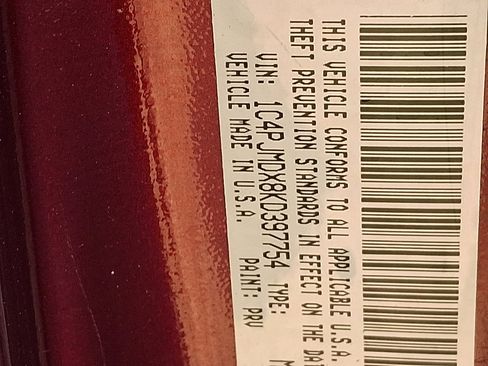 THIS VEHICLE CONFORMS TO ALL APPLICABLE U.S.A.
THEFT PREVENTION STANDARDS IN EFFECT ON THE DA
VIN: 1C4PJMDX8KD397754 TYPE: M
VEHICLE MADE IN U.S.A. PAINT: PRV